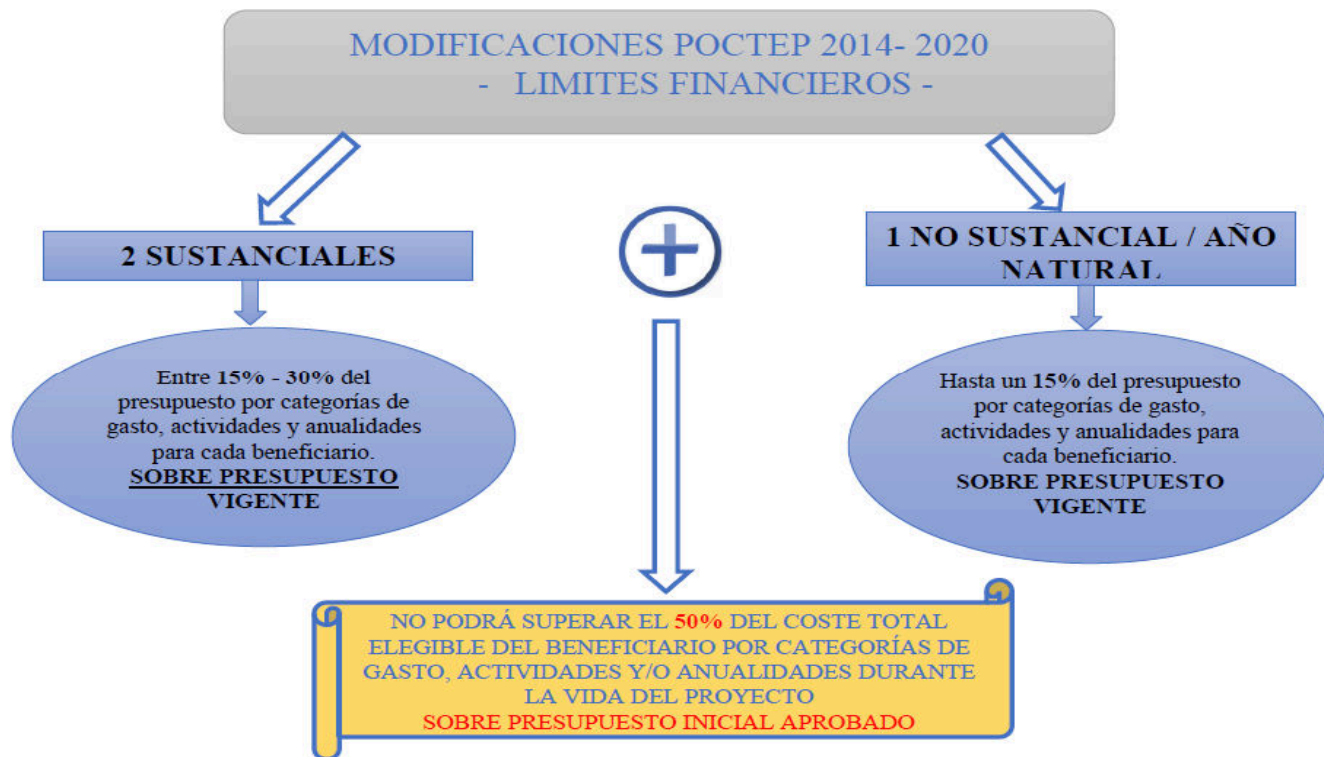 MODIFICACIONES POCTEP 2014- 2020
- LIMITES FINANCIEROS -
2 SUSTANCIALES
1 NO SUSTANCIAL / AÑO
NATURAL
Entre 15% - 30% del
presupuesto por categorías de
gasto, actividades y anualidades
para cada beneficiario.
SOBRE PRESUPUESTO
VIGENTE
Hasta un 15% del presupuesto
por categorías de gasto,
actividades y anualidades para
cada beneficiario.
SOBRE PRESUPUESTO
VIGENTE
NO PODRÁ SUPERAR EL 50% DEL COSTE TOTAL
ELEGIBLE DEL BENEFICIARIO POR CATEGORÍAS DE
GASTO, ACTIVIDADES Y/O ANUALIDADES DURANTE
LA VIDA DEL PROYECTO
SOBRE PRESUPUESTO INICIAL APROBADO